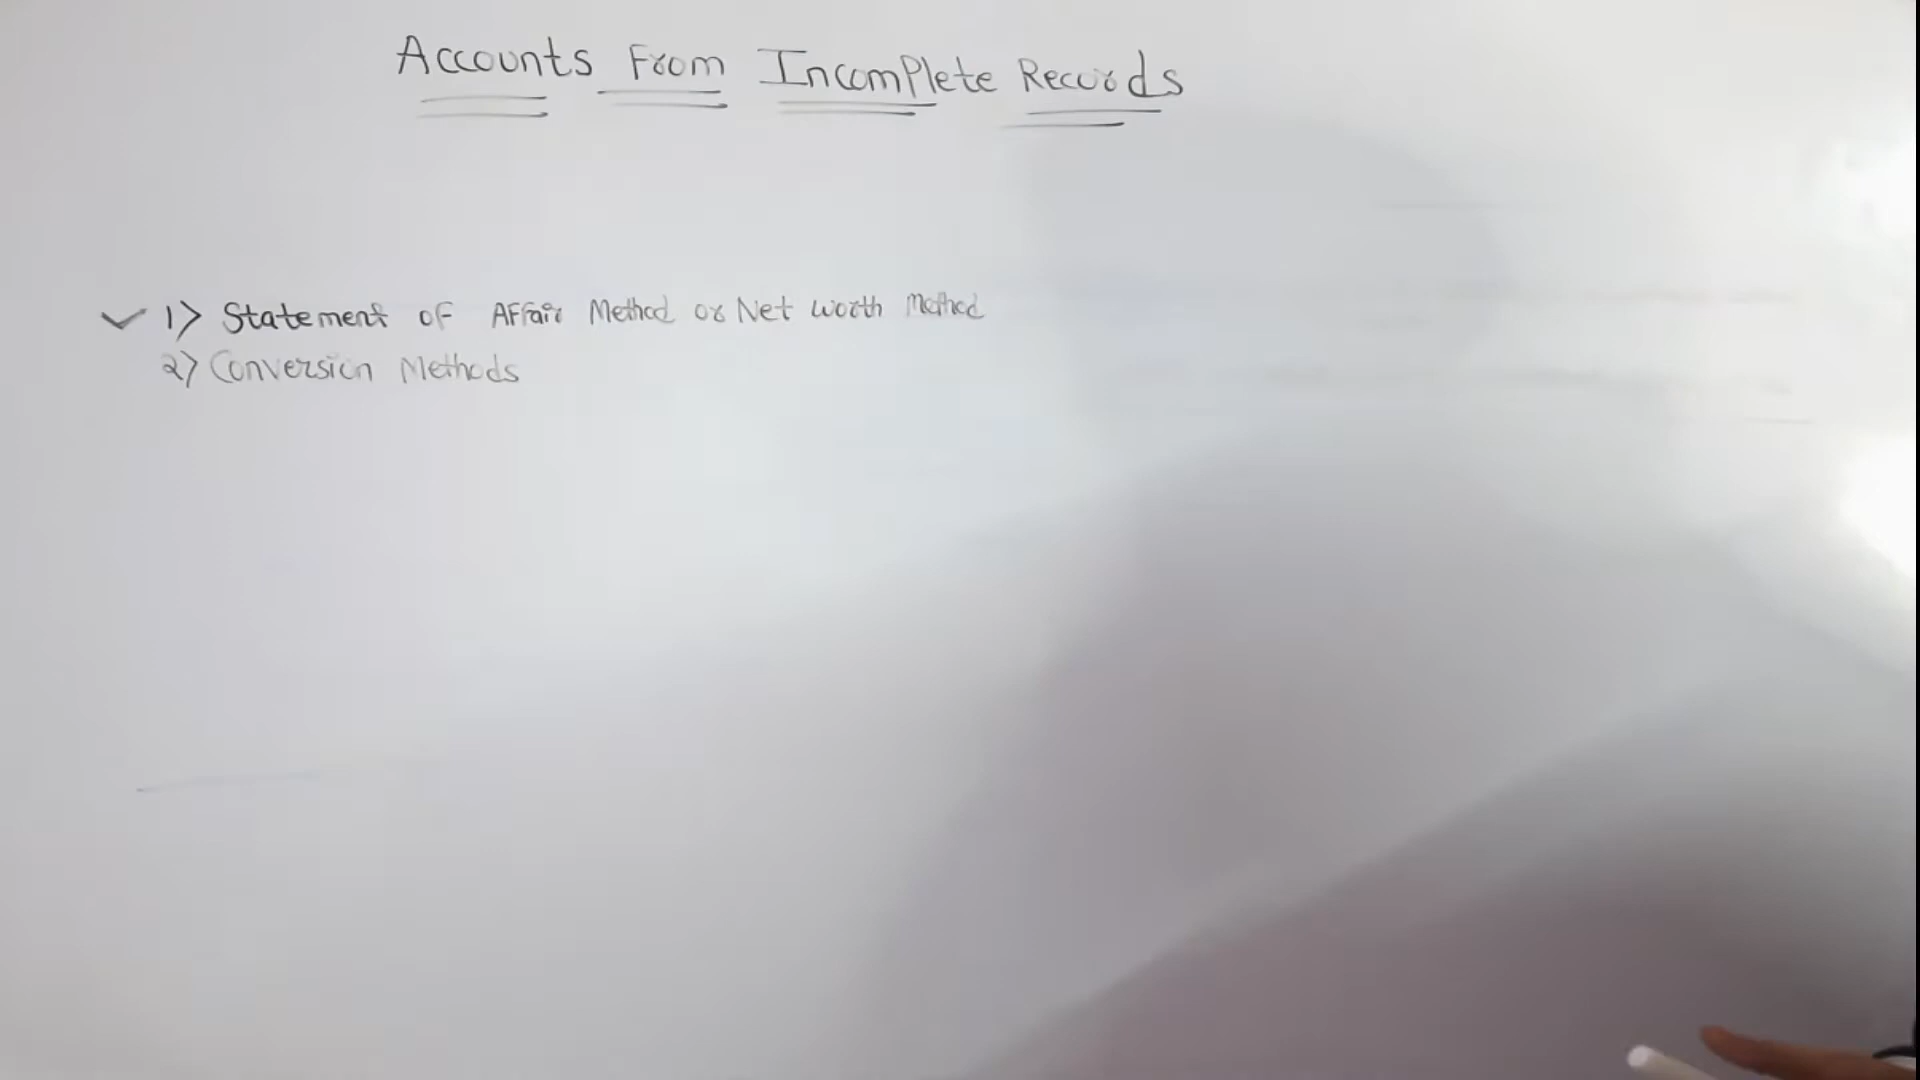 Accounts From Incomplete Records
1) Statement of Affair Method or Net worth Method
2) Conversion Methods